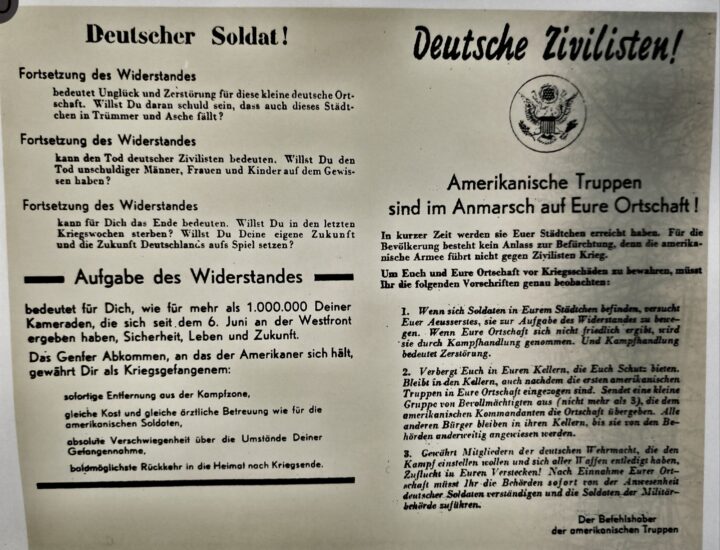 Deutscher Soldat!
Fortsetzung des Widerstandes
bedeutet Unglück und Zerstörung für diese kleine deutsche Ort-
schaft. Willst Du daran schuld sein, dass auch dieses Städt-
chen in Trümmer und Asche fällt?
Fortsetzung des Widerstandes
kann den Tod deutscher Zivilisten bedeuten. Willst Du den
Tod unschuldiger Männer, Frauen und Kinder auf dem Gewis-
sen haben?
Fortsetzung des Widerstandes
kann für Dich das Ende bedeuten. Willst Du in den letzten
Kriegswochen sterben? Willst Du Deine eigene Zukunft
und die Zukunft Deutschlands aufs Spiel setzen?
Aufgabe des Widerstandes
bedeutet für Dich, wie für mehr als 1.000.000 Deiner
Kameraden, die sich seit dem 6. Juni an der Westfront
ergeben haben, Sicherheit, Leben und Zukunft.
Das Genfer Abkommen, an das der Amerikaner sich hält,
gewährt Dir als Kriegsgefangenem:
sofortige Entfernung aus der Kampfzone,
gleiche Kost und gleiche ärztliche Betreuung wie für die
amerikanischen Soldaten,
absolute Verschwiegenheit über die Umstände Deiner
Gefangennahme,
baldmöglichste Rückkehr in die Heimat nach Kriegsende.
Deutsche Zivilisten!
Amerikanische Truppen
sind im Anmarsch auf Eure Ortschaft!
In kurzer Zeit werden sie Euer Städtchen erreicht haben. Für die
Bevölkerung besteht kein Anlass zur Befürchtung, denn die amerika-
nische Armee führt nicht gegen Zivilisten Krieg.
Um Euch und Eure Ortschaft vor Kriegsschäden zu bewahren, müsst
Ihr die folgenden Vorschriften genau beobachten:
1. Wenn sich Soldaten in Eurem Städtchen befinden, versucht
Euer Aeusserstes, sie zur Aufgabe des Widerstandes zu bewe-
gen. Wenn Eure Ortschaft sich nicht friedlich ergibt, wird
sie durch Kampfhandlung genommen. Und Kampfhandlung
bedeutet Zerstörung.
2. Verbergt Euch in Euren Kellern, die Euch Schutz bieten.
Bleibt in den Kellern, auch nachdem die ersten amerikanischen
Truppen in Eure Ortschaft eingezogen sind. Sendet eine kleine
Gruppe von Bevollmächtigten aus (nicht mehr als 3), die dem
amerikanischen Kommandanten die Ortschaft übergeben. Alle
anderen Bürger bleiben in ihren Kellern, bis sie von den Be-
hörden anderweitig angewiesen werden.
3. Gewährt Mitgliedern der deutschen Wehrmacht, die den
Kampf einstellen wollen und sich aller Waffen entledigt haben,
Zuflucht in Euren Verstecken! Nach Einnahme Eurer Ort-
schaft müsst Ihr die Behörden sofort von der Anwesenheit
deutscher Soldaten verständigen und die Soldaten der Militär-
behörde zuführen.
Der Befehlshaber
der amerikanischen Truppen